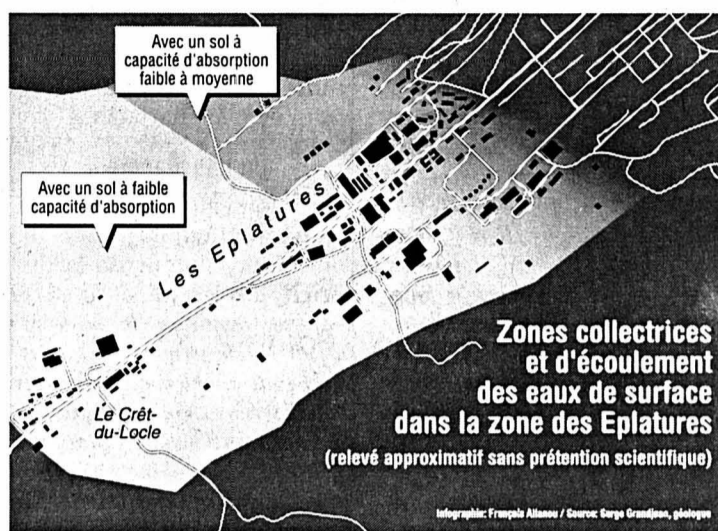 Avec un sol à
capacité d'absorption
faible à moyenne
Avec un sol à faible
capacité d'absorption
Les Eplatures
Le Crêt-
du-Locle
Zones collectrices
et d'écoulement
des eaux de surface
dans la zone des Eplatures
(relevé approximatif sans prétention scientifique)
Infographie: François Allanou / Source: Serge Grandjean, géologue